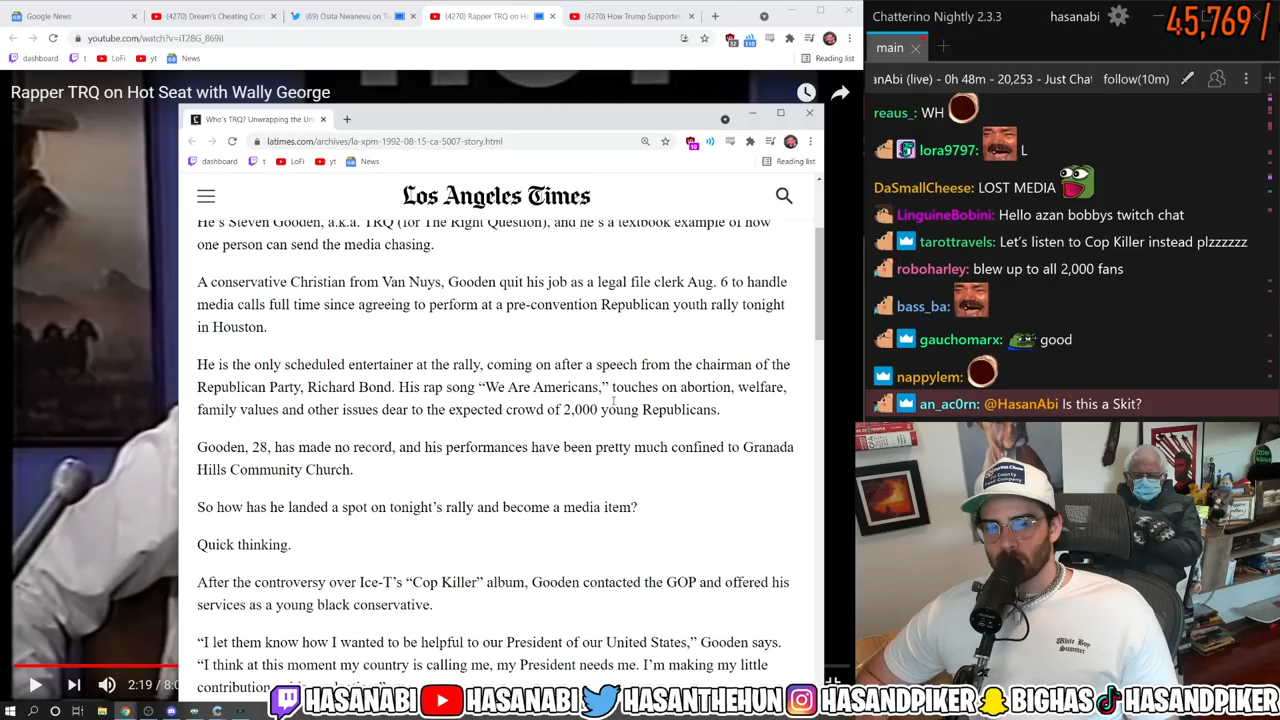 Google News
(4270) Dream's Cheating Con
(69) Osita Nwanevu on Tw
(4270) Rapper TRQ on He
(4270) How Trump Supporte
youtube.com/watch?v=iT28G_869iI
dashboard
t
LoFi
yt
News
Reading list
Rapper TRQ on Hot Seat with Wally George
Who's TRQ? Unwrapping the Un
latimes.com/archives/la-xpm-1992-08-15-ca-5007-story.html
dashboard
t
LoFi
yt
News
Reading list
Los Angeles Times
He's Steven Gooden, a.k.a. TRQ (for The Right Question), and he's a textbook example of how
one person can send the media chasing.
A conservative Christian from Van Nuys, Gooden quit his job as a legal file clerk Aug. 6 to handle
media calls full time since agreeing to perform at a pre-convention Republican youth rally tonight
in Houston.
He is the only scheduled entertainer at the rally, coming on after a speech from the chairman of the
Republican Party, Richard Bond. His rap song “We Are Americans,” touches on abortion, welfare,
family values and other issues dear to the expected crowd of 2,000 young Republicans.
Gooden, 28, has made no record, and his performances have been pretty much confined to Granada
Hills Community Church.
So how has he landed a spot on tonight's rally and become a media item?
Quick thinking.
After the controversy over Ice-T's “Cop Killer” album, Gooden contacted the GOP and offered his
services as a young black conservative.
“I let them know how I wanted to be helpful to our President of our United States,” Gooden says.
“I think at this moment my country is calling me, my President needs me. I'm making my little
2:19 / 8:0
Chatterino Nightly 2.3.3
hasanabi
45,769 /
main
anAbi (live) - 0h 48m - 20,253 - Just Chat
follow(10m)
reaus_: WH
lora9797: L
DaSmallCheese: LOST MEDIA
LinguineBobini: Hello azan bobbys twitch chat
tarottravels: Let's listen to Cop Killer instead plzzzzzz
roboharley: blew up to all 2,000 fans
bass_ba:
gauchomarx: good
nappylem:
an_ac0rn: @HasanAbi Is this a Skit?
White Boy
Summer
HASANABI
HASANABI
HASANTHEHUN
HASANDPIKER
BIGHAS
HASANDPIKER